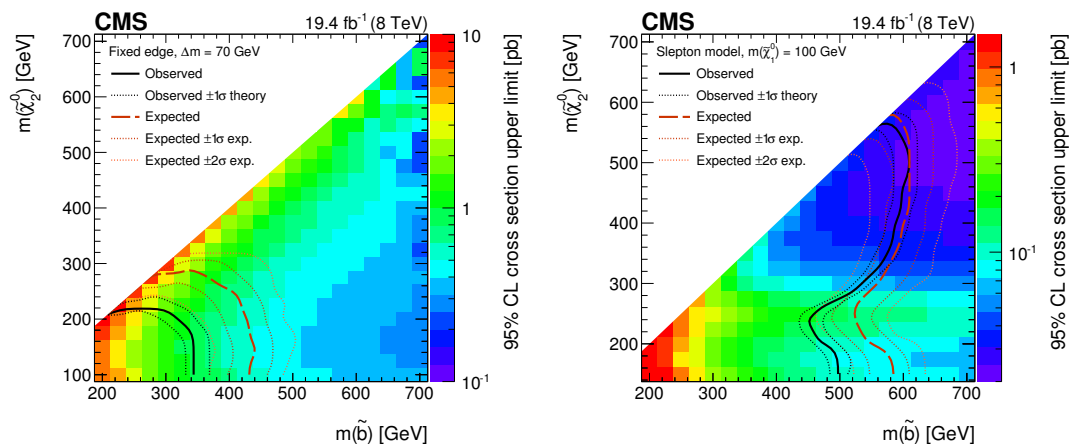 CMS 19.4 fb⁻¹ (8 TeV)
Fixed edge, Δm = 70 GeV
Observed
Observed ±1σ theory
Expected
Expected ±1σ exp.
Expected ±2σ exp.
m(χ̃⁰₂) [GeV]
700
600
500
400
300
200
100
200 300 400 500 600 700
m(b̃) [GeV]
10
1
10⁻¹
95% CL cross section upper limit [pb]
CMS 19.4 fb⁻¹ (8 TeV)
Slepton model, m(χ̃⁰₁) = 100 GeV
Observed
Observed ±1σ theory
Expected
Expected ±1σ exp.
Expected ±2σ exp.
m(χ̃⁰₂) [GeV]
700
600
500
400
300
200
200 300 400 500 600 700
m(b̃) [GeV]
1
10⁻¹
95% CL cross section upper limit [pb]